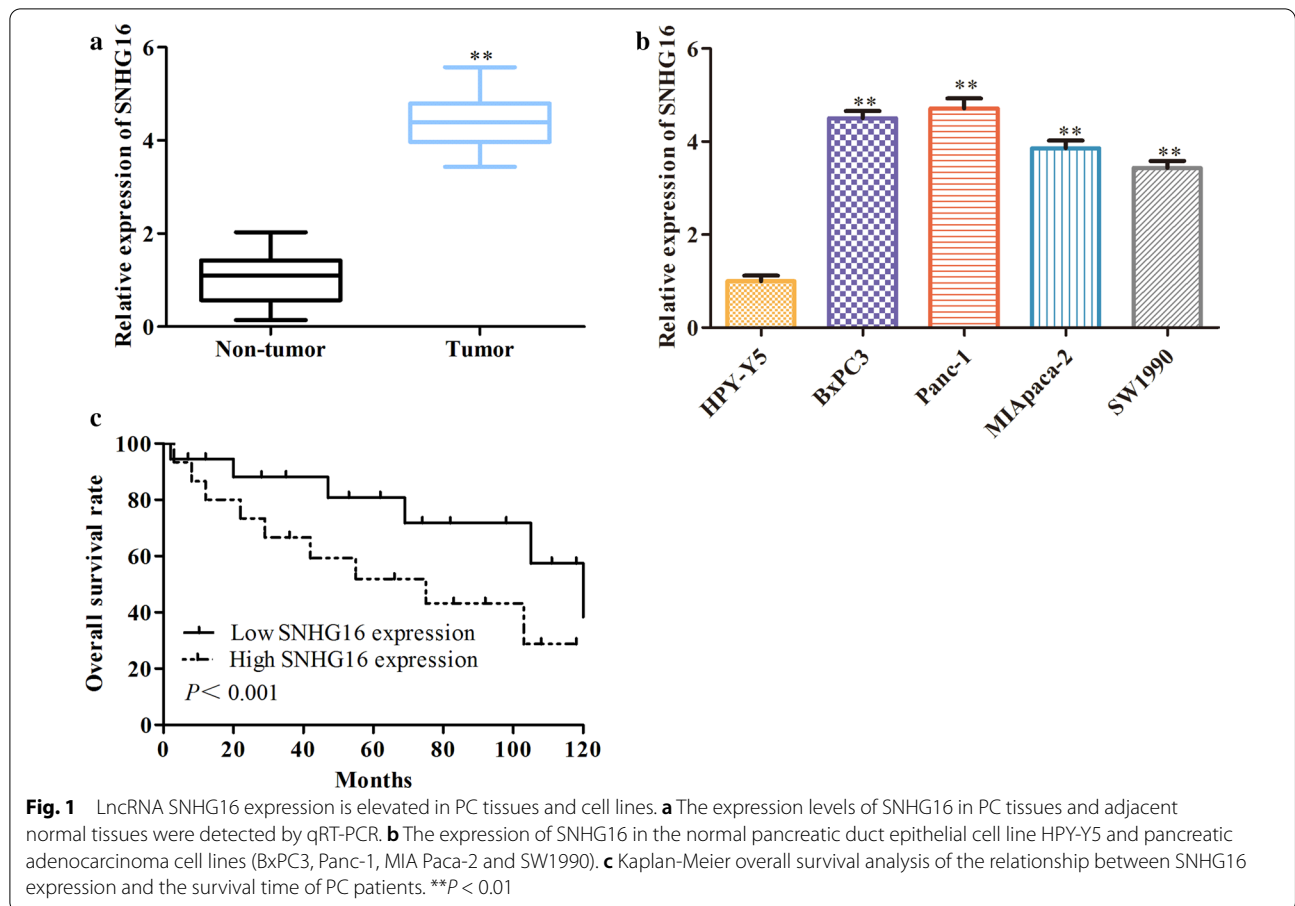 a
Relative expression of SNHG16
6
4
2
0
**
Non-tumor
Tumor
b
Relative expression of SNHG16
6
4
2
0
**
**
**
**
HPY-Y5
BxPC3
Panc-1
MIApaca-2
SW1990
c
Overall survival rate
100
80
60
40
20
0
Low SNHG16 expression
High SNHG16 expression
P< 0.001
0 20 40 60 80 100 120
Months
Fig. 1 LncRNA SNHG16 expression is elevated in PC tissues and cell lines. a The expression levels of SNHG16 in PC tissues and adjacent
normal tissues were detected by qRT-PCR. b The expression of SNHG16 in the normal pancreatic duct epithelial cell line HPY-Y5 and pancreatic
adenocarcinoma cell lines (BxPC3, Panc-1, MIA Paca-2 and SW1990). c Kaplan-Meier overall survival analysis of the relationship between SNHG16
expression and the survival time of PC patients. **P < 0.01